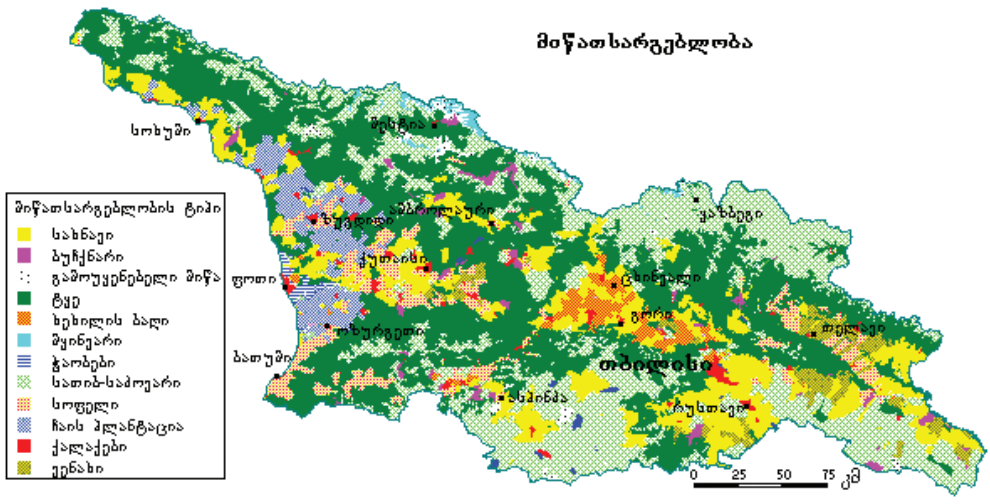 მიწათსარგებლობა
სოხუმი
მესტია
ყაზბეგი
ამბროლაური
ზუგდიდი
ქუთაისი
ფოთი
ცხინვალი
გორი
თელავი
ოზურგეთი
ბათუმი
თბილისი
ასპინძა
რუსთავი
მიწათსარგებლობის ტიპი
სახნავი
ბუჩქნარი
გამოუყენებელი მიწა
ტყე
ხეხილის ბაღი
მყინვარი
ჭაობები
სათიბ-საძოვარი
სოფელი
ჩაის პლანტაცია
ქალაქები
ვენახი
0 25 50 75 კმ